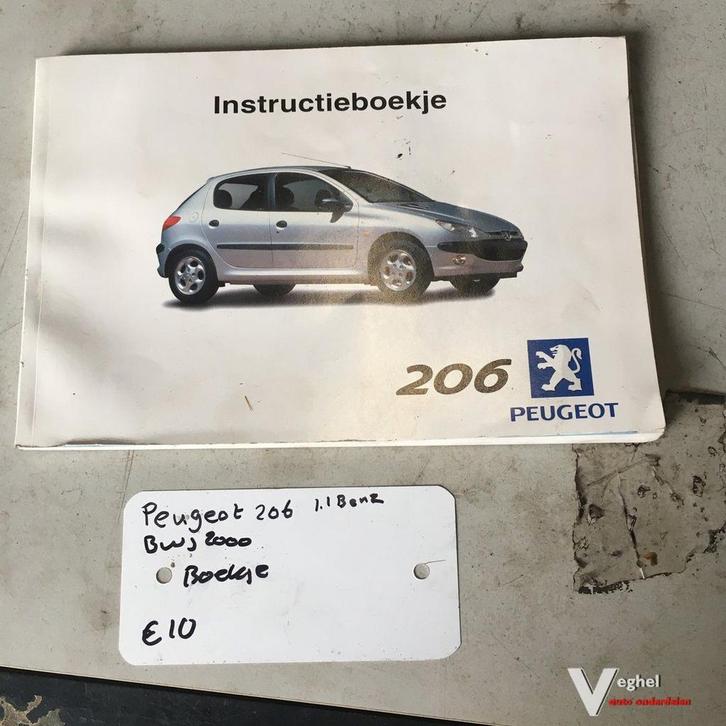 Instructieboekje
206
PEUGEOT
Peugeot 206 1.1 Benz
Bwj 2000
Boekje
€10
Veghel
auto onderdelen